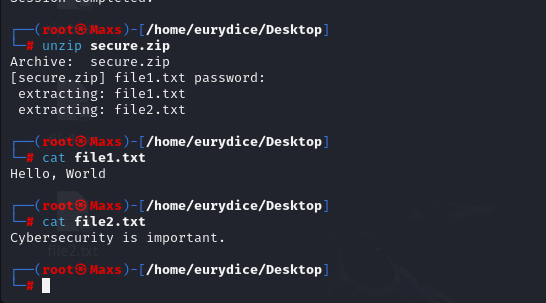 Session completed.
┌──(root㉿Maxs)-[/home/eurydice/Desktop]
└─# unzip secure.zip
Archive:  secure.zip
[secure.zip] file1.txt password:
 extracting: file1.txt
 extracting: file2.txt
┌──(root㉿Maxs)-[/home/eurydice/Desktop]
└─# cat file1.txt
Hello, World
┌──(root㉿Maxs)-[/home/eurydice/Desktop]
└─# cat file2.txt
Cybersecurity is important.
file2.txt
┌──(root㉿Maxs)-[/home/eurydice/Desktop]
└─#